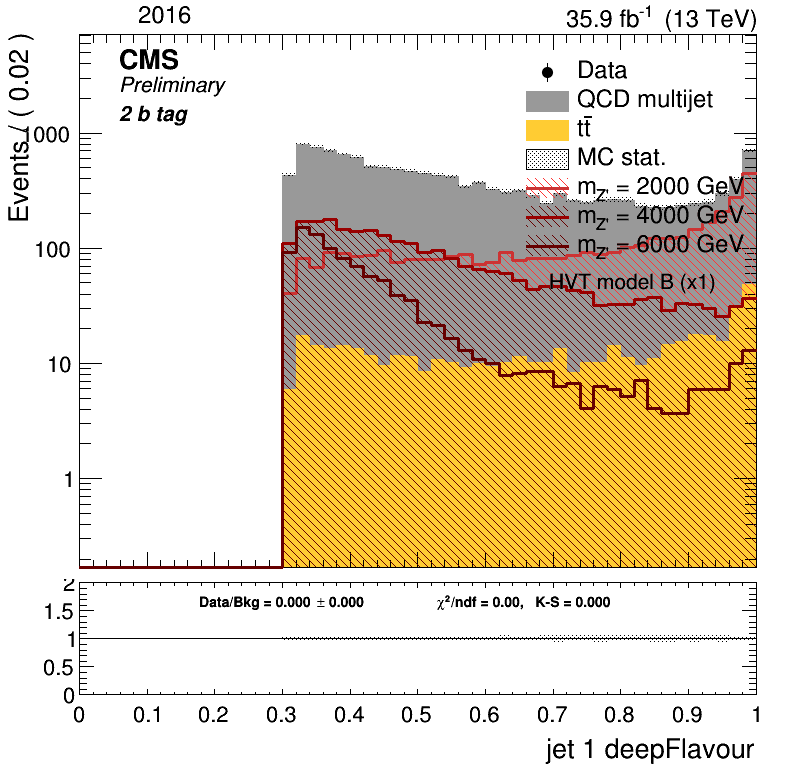 2016 35.9 fb⁻¹ (13 TeV)
CMS
Preliminary
2 b tag
Events / ( 0.02 )
1000
100
10
1
Data
QCD multijet
tt̄
MC stat.
m_Z' = 2000 GeV
m_Z' = 4000 GeV
m_Z' = 6000 GeV
HVT model B (x1)
Data/Bkg = 0.000 ± 0.000 χ²/ndf = 0.00, K-S = 0.000
2
1.5
1
0.5
0
0 0.1 0.2 0.3 0.4 0.5 0.6 0.7 0.8 0.9 1
jet 1 deepFlavour